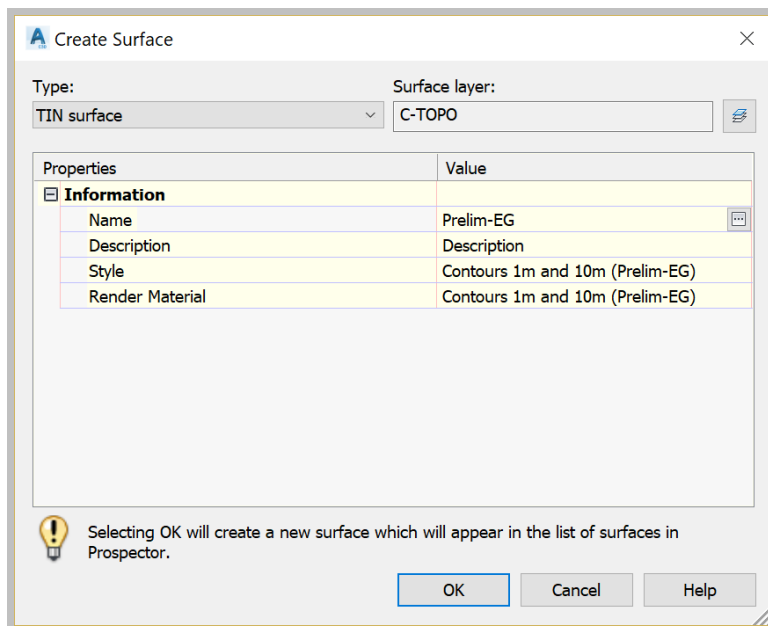 Create Surface
Type:
Surface layer:
TIN surface
C-TOPO
Properties
Value
Information
Name
Prelim-EG
Description
Description
Style
Contours 1m and 10m (Prelim-EG)
Render Material
Contours 1m and 10m (Prelim-EG)
Selecting OK will create a new surface which will appear in the list of surfaces in
Prospector.
OK
Cancel
Help